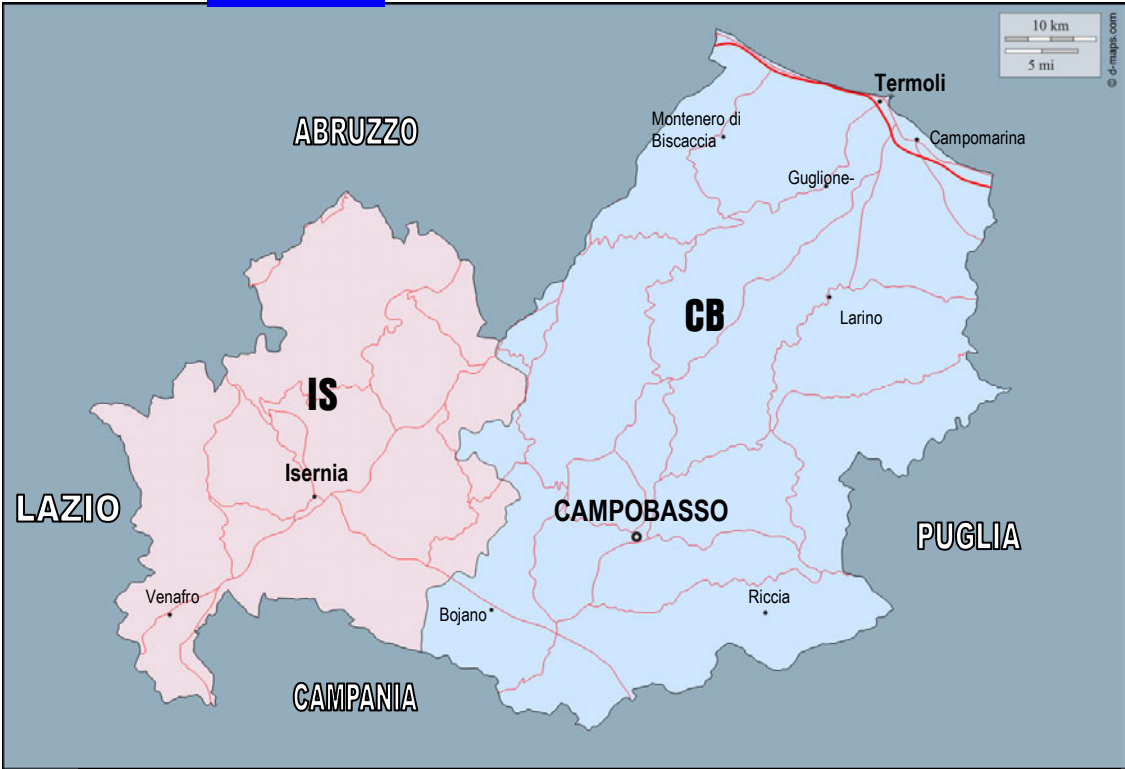 10 km
5 mi
© d-maps.com
Termoli
Montenero di
Biscaccia
ABRUZZO
Campomarina
Guglione-
CB
Larino
IS
Isernia
LAZIO
CAMPOBASSO
PUGLIA
Venafro
Riccia
Bojano
CAMPANIA